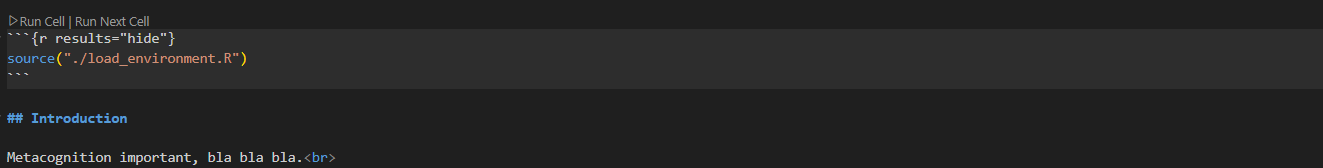 ▷Run Cell | Run Next Cell
```{r results="hide"}
source("./load_environment.R")
```
## Introduction
Metacognition important, bla bla bla.<br>